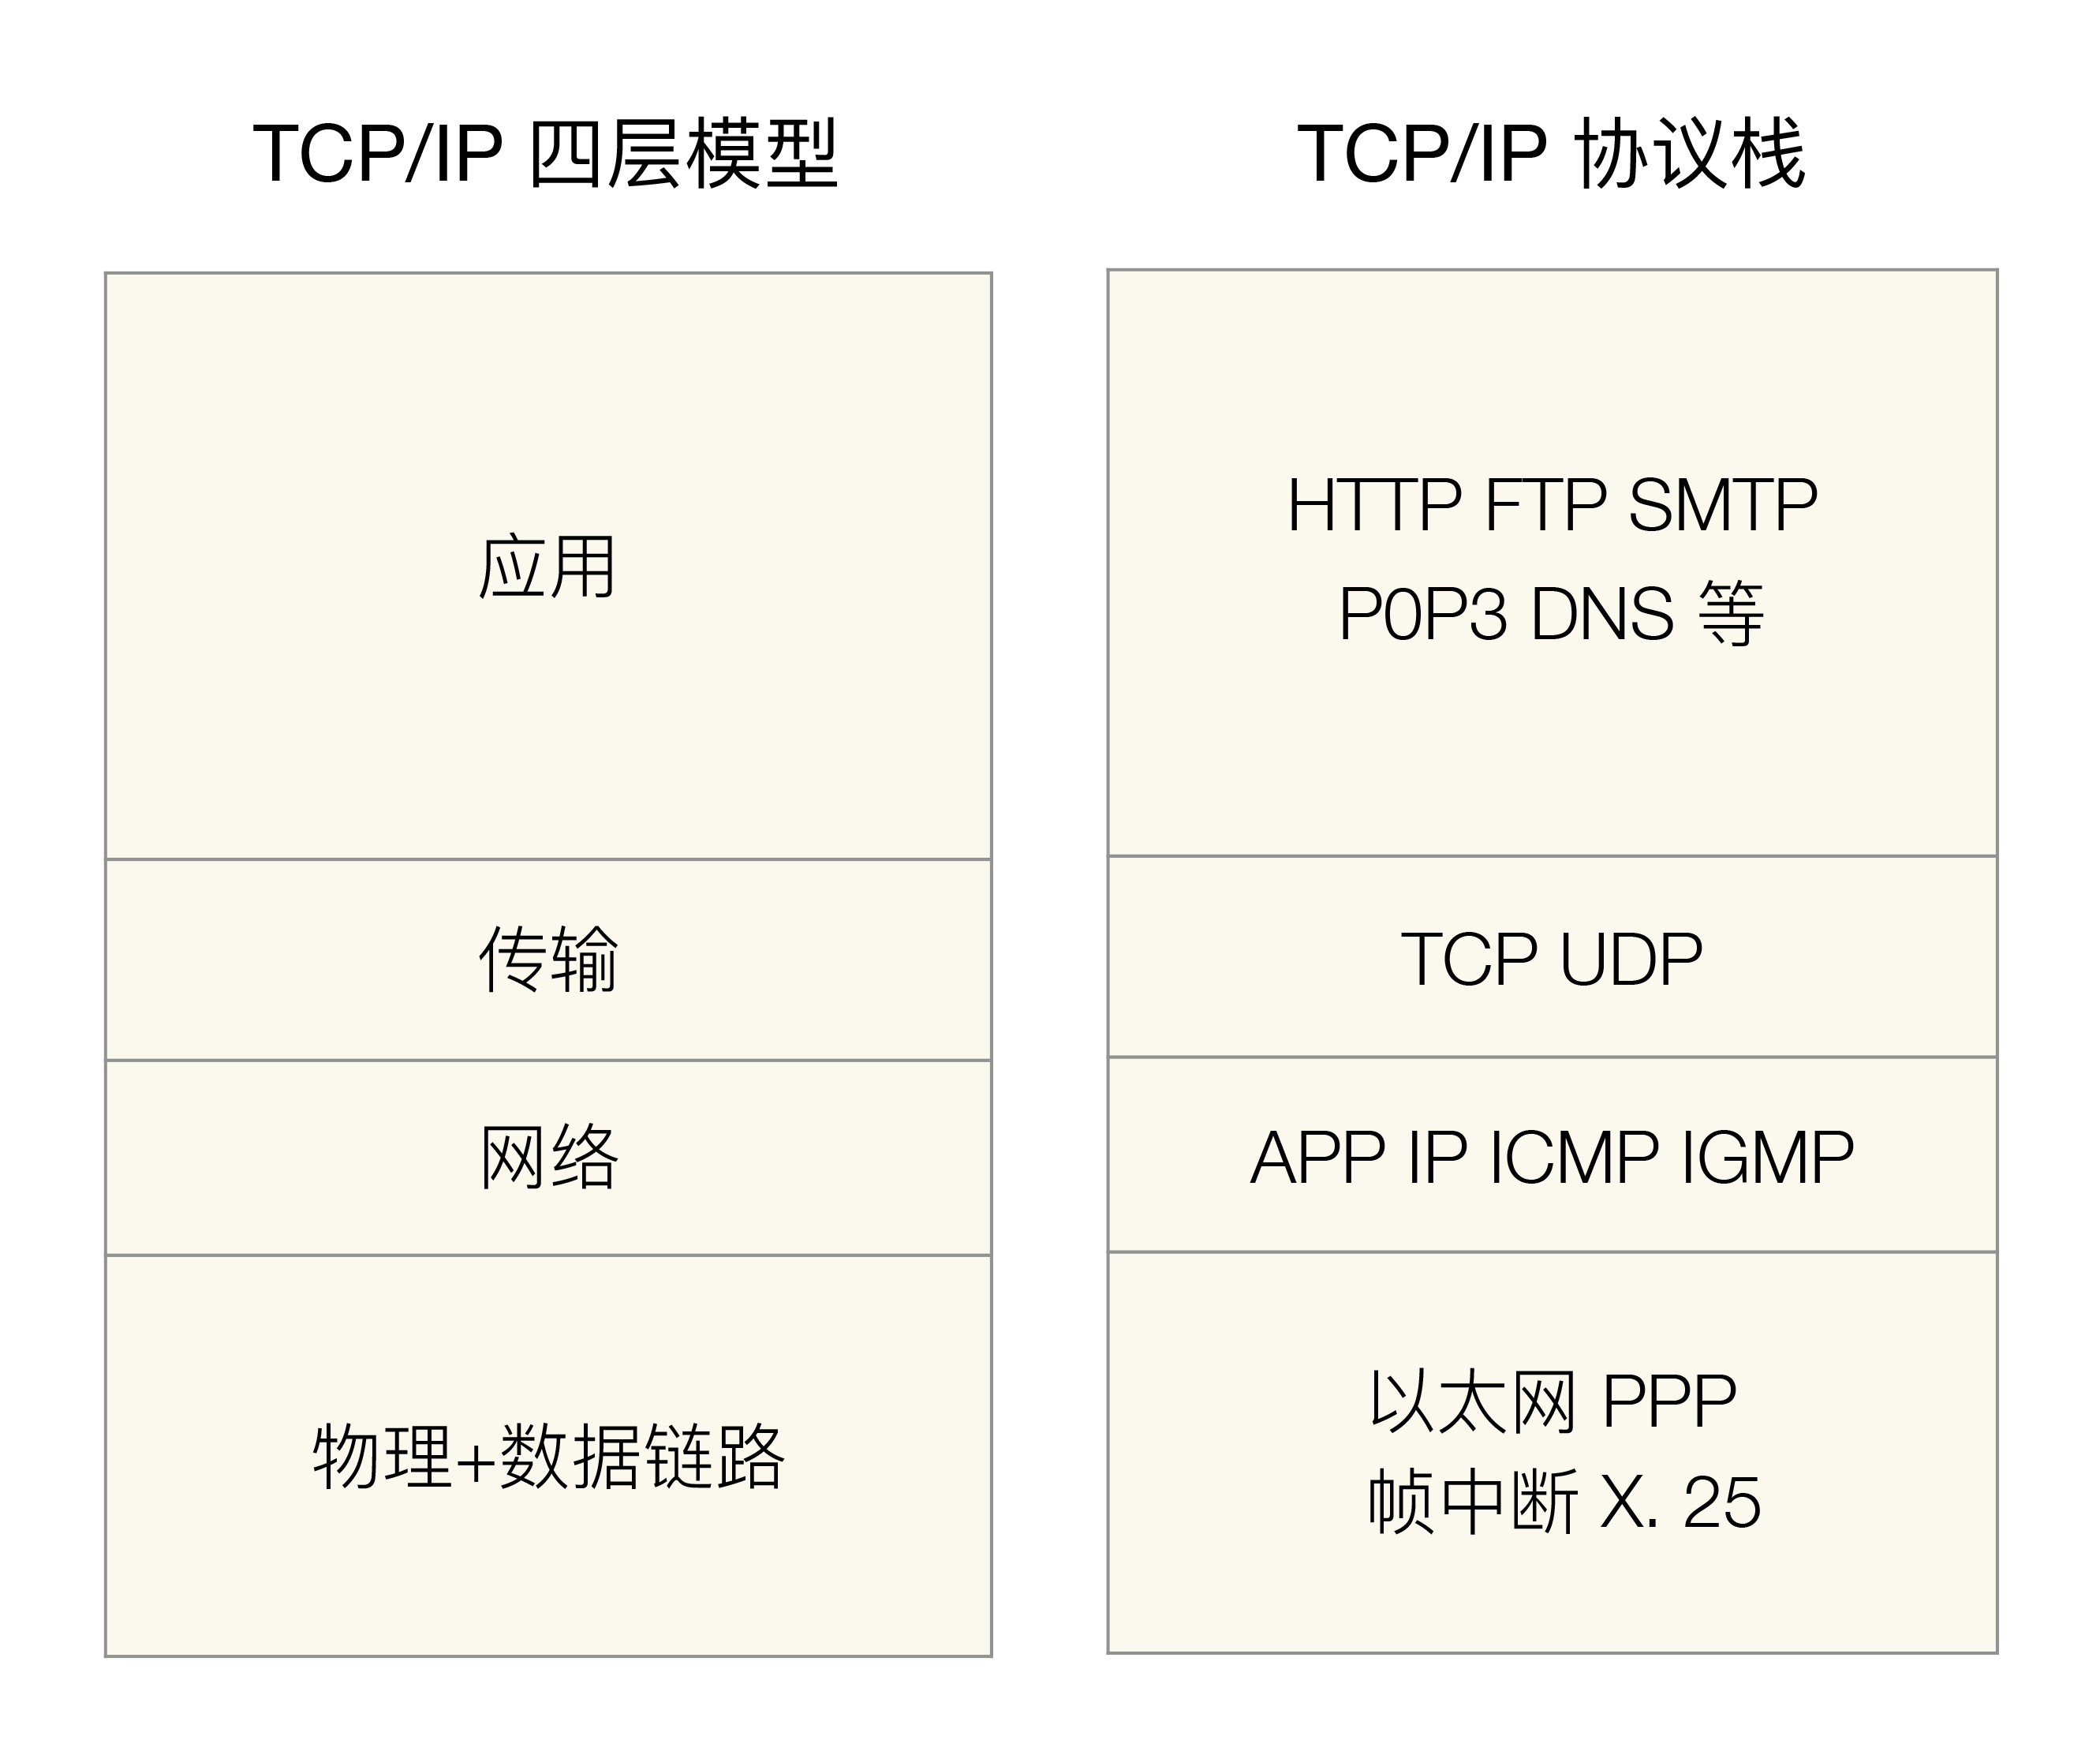 TCP/IP 四层模型
TCP/IP 协议栈
应用
HTTP FTP SMTP
P0P3 DNS 等
传输
TCP UDP
网络
APP IP ICMP IGMP
物理+数据链路
以太网 PPP
帧中断 X. 25